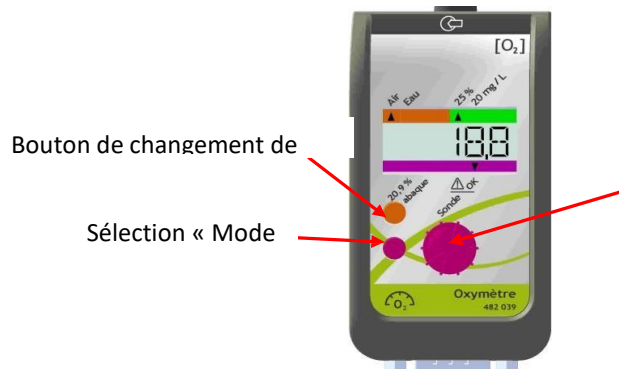 [O₂]
Air Eau
25% 20 mg / L
18,8
Bouton de changement de
20,9 % abaque
Sonde ⚠ OK
Sélection « Mode
O₂
Oxymètre
482 039